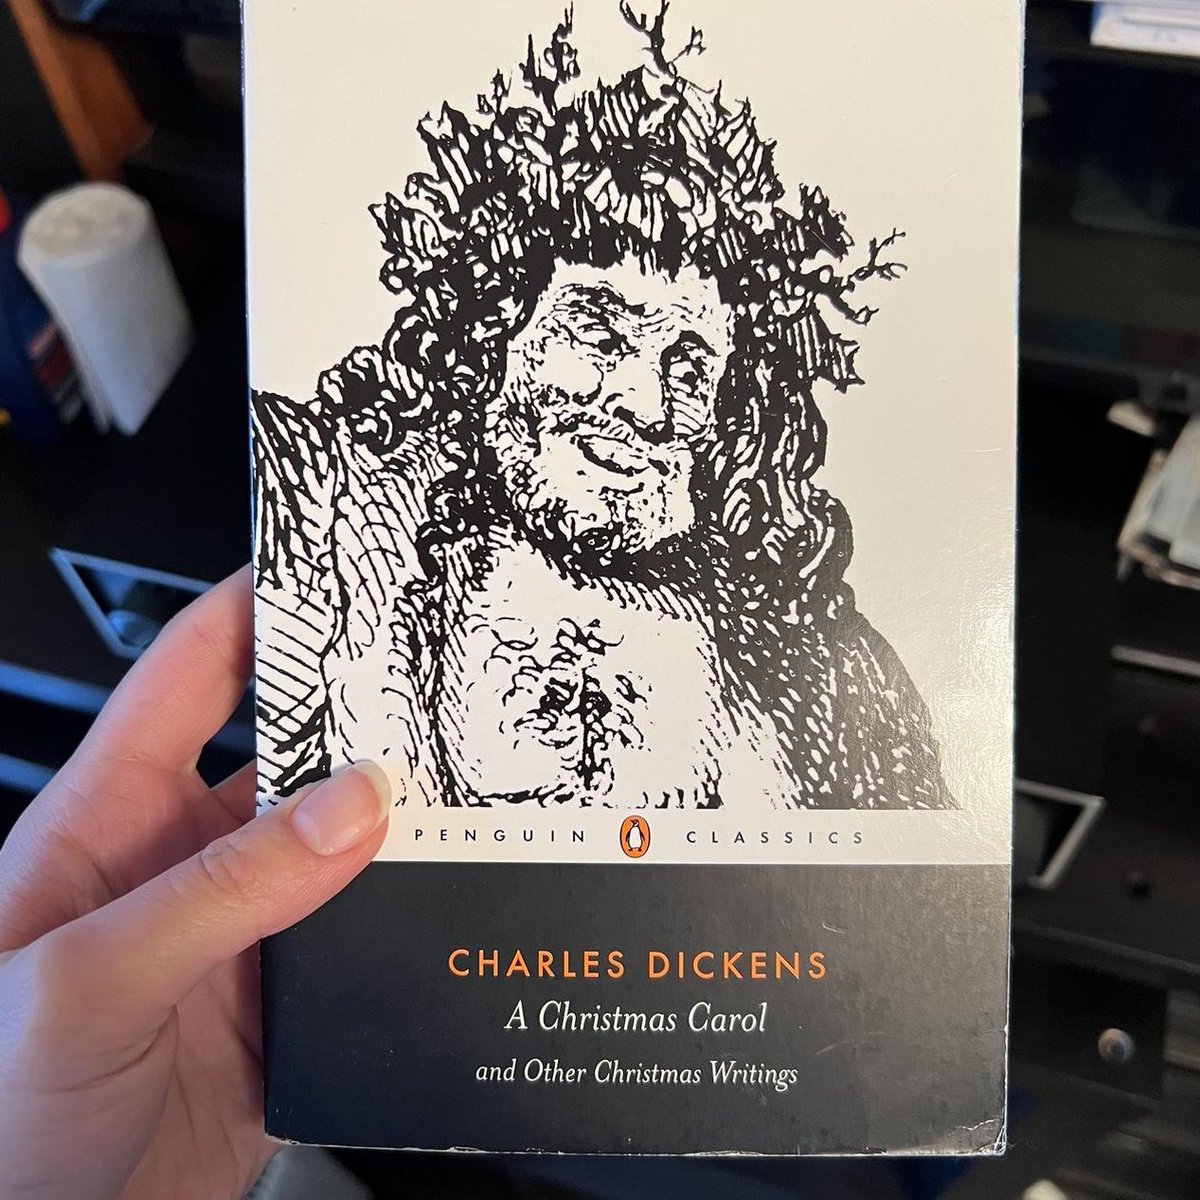 PENGUIN CLASSICS
CHARLES DICKENS
A Christmas Carol
and Other Christmas Writings